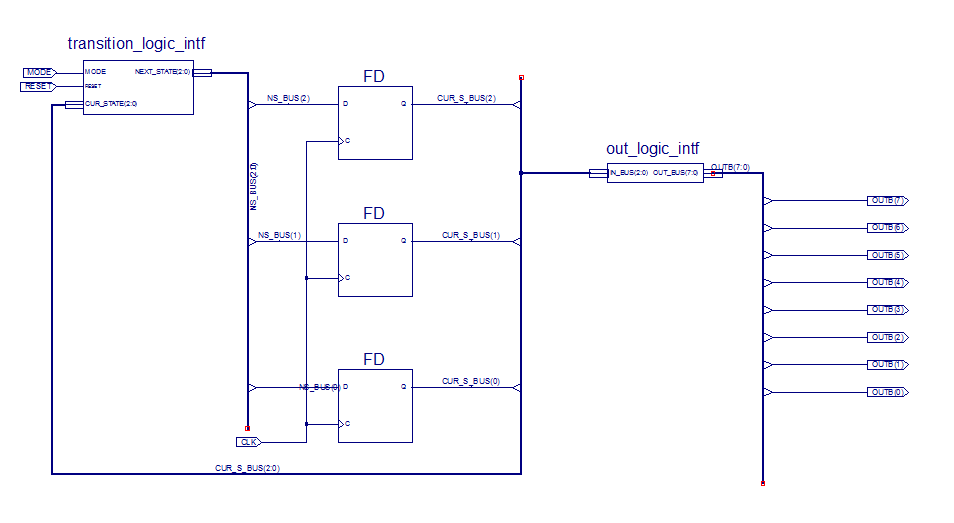 transition_logic_intf
MODE
MODE
NEXT_STATE(2:0)
RESET
RESET
CUR_STATE(2:0)
FD
NS_BUS(2)
D
Q
CUR_S_BUS(2)
C
NS_BUS(2:0)
out_logic_intf
IN_BUS(2:0)
OUT_BUS(7:0)
OUTB(7:0)
OUTB(7)
OUTB(6)
OUTB(5)
OUTB(4)
OUTB(3)
OUTB(2)
OUTB(1)
OUTB(0)
FD
NS_BUS(1)
D
Q
CUR_S_BUS(1)
C
FD
NS_BUS(0)
D
Q
CUR_S_BUS(0)
C
CLK
CUR_S_BUS(2:0)